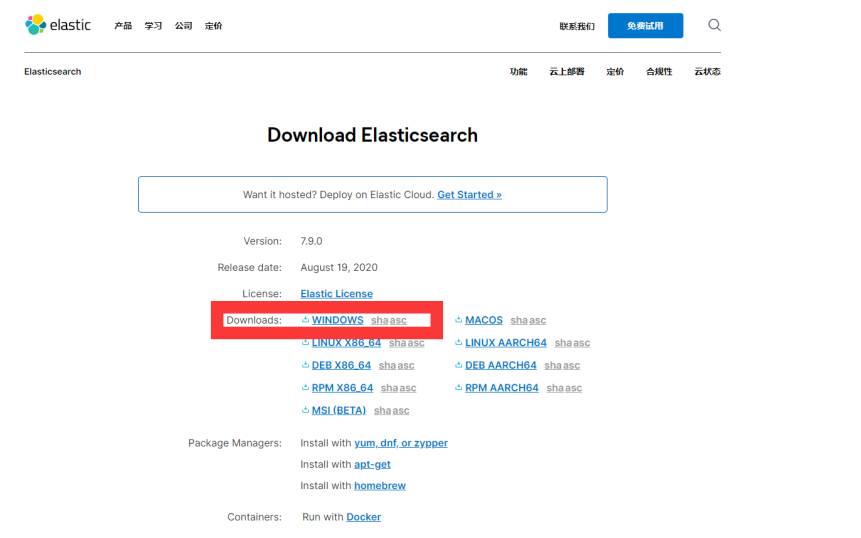 elastic 产品 学习 公司 定价 联系我们 免费试用
Elasticsearch 功能 云上部署 定价 合规性 云状态
Download Elasticsearch
Want it hosted? Deploy on Elastic Cloud. Get Started »
Version: 7.9.0
Release date: August 19, 2020
License: Elastic License
Downloads: WINDOWS sha asc MACOS sha asc
LINUX X86_64 sha asc LINUX AARCH64 sha asc
DEB X86_64 sha asc DEB AARCH64 sha asc
RPM X86_64 sha asc RPM AARCH64 sha asc
MSI (BETA) sha asc
Package Managers: Install with yum, dnf, or zypper
Install with apt-get
Install with homebrew
Containers: Run with Docker